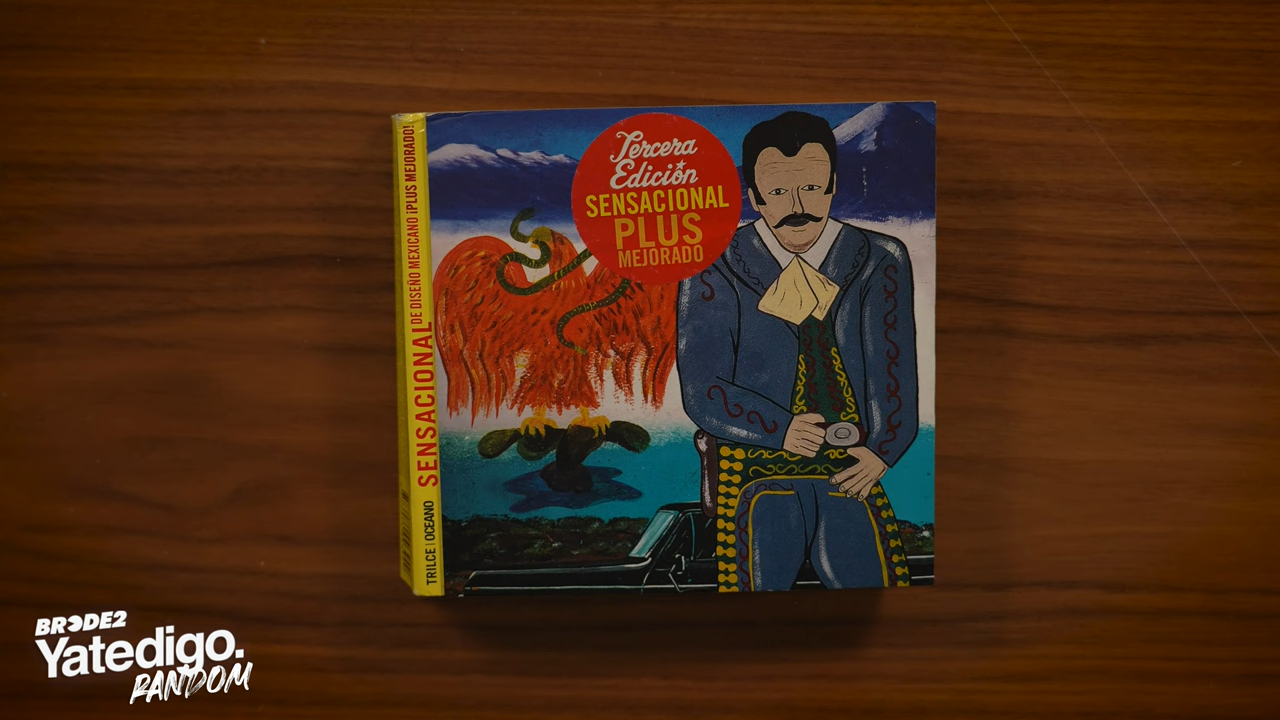 SENSACIONAL DE DISEÑO MEXICANO ¡PLUS MEJORADO!
TRILCE | OCEANO
Tercera
Edición
SENSACIONAL
PLUS
MEJORADO
BRODE2
Yatedigo.
RANDOM